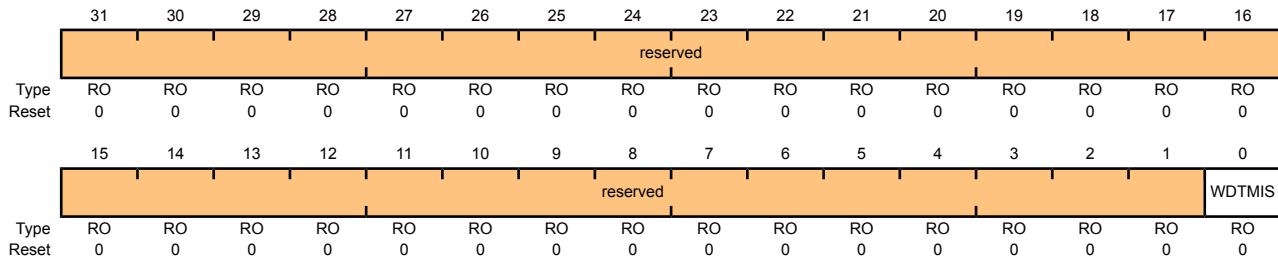 31 30 29 28 27 26 25 24 23 22 21 20 19 18 17 16
reserved
Type RO RO RO RO RO RO RO RO RO RO RO RO RO RO RO RO
Reset 0 0 0 0 0 0 0 0 0 0 0 0 0 0 0 0
15 14 13 12 11 10 9 8 7 6 5 4 3 2 1 0
reserved WDTMIS
Type RO RO RO RO RO RO RO RO RO RO RO RO RO RO RO RO
Reset 0 0 0 0 0 0 0 0 0 0 0 0 0 0 0 0